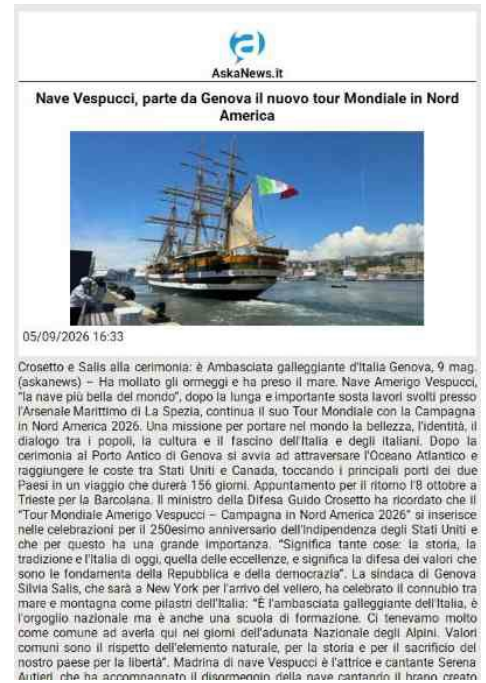 a
AskaNews.it
Nave Vespucci, parte da Genova il nuovo tour Mondiale in Nord
America
05/09/2026 16:33
Crosetto e Salis alla cerimonia: è Ambasciata galleggiante d'Italia Genova, 9 mag.
(askanews) – Ha mollato gli ormeggi e ha preso il mare. Nave Amerigo Vespucci,
"la nave più bella del mondo", dopo la lunga e importante sosta lavori svolti presso
l'Arsenale Marittimo di La Spezia, continua il suo Tour Mondiale con la Campagna
in Nord America 2026. Una missione per portare nel mondo la bellezza, l'identità, il
dialogo tra i popoli, la cultura e il fascino dell'Italia e degli italiani. Dopo la
cerimonia al Porto Antico di Genova si avvia ad attraversare l'Oceano Atlantico e
raggiungere le coste tra Stati Uniti e Canada, toccando i principali porti dei due
Paesi in un viaggio che durerà 156 giorni. Appuntamento per il ritorno l'8 ottobre a
Trieste per la Barcolana. Il ministro della Difesa Guido Crosetto ha ricordato che il
"Tour Mondiale Amerigo Vespucci – Campagna in Nord America 2026" si inserisce
nelle celebrazioni per il 250esimo anniversario dell'Indipendenza degli Stati Uniti e
che per questo ha una grande importanza. "Significa tante cose: la storia, la
tradizione e l'Italia di oggi, quella delle eccellenze, e significa la difesa dei valori che
sono le fondamenta della Repubblica e della democrazia". La sindaca di Genova
Silvia Salis, che sarà a New York per l'arrivo del veliero, ha celebrato il connubio tra
mare e montagna come pilastri dell'Italia: "È l'ambasciata galleggiante dell'Italia, è
l'orgoglio nazionale ma è anche una scuola di formazione. Ci tenevamo molto
come comune ad averla qui nei giorni dell'adunata Nazionale degli Alpini. Valori
comuni sono il rispetto dell'elemento naturale, per la storia e per il sacrificio del
nostro paese per la libertà". Madrina di nave Vespucci è l'attrice e cantante Serena
Autieri, che ha accompagnato il disormeggio della nave cantando il brano creato